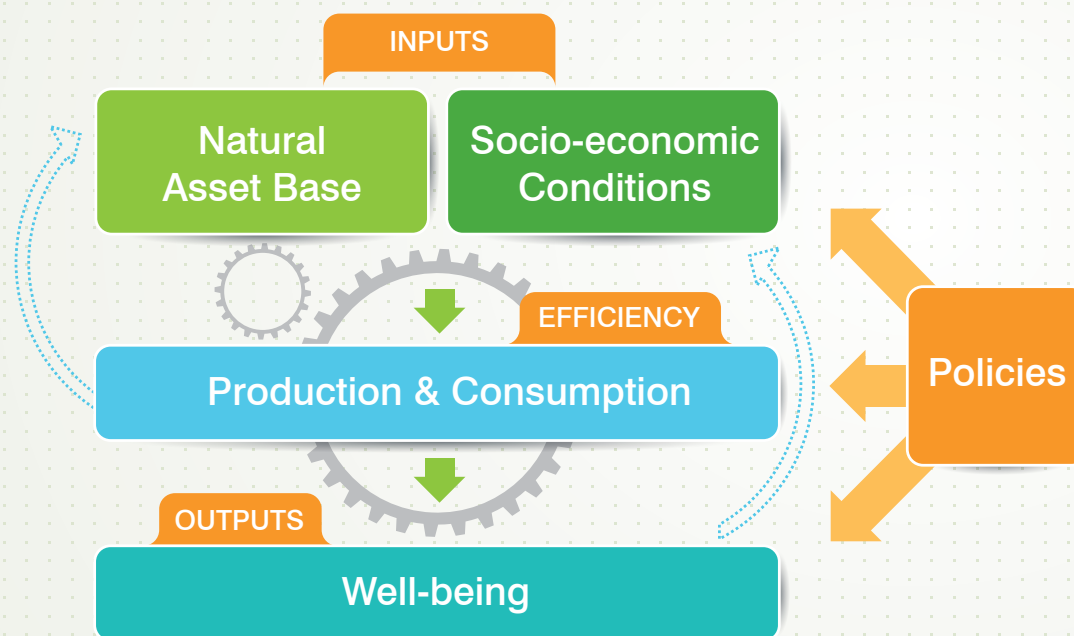 INPUTS
Natural
Asset Base
Socio-economic
Conditions
EFFICIENCY
Production & Consumption
Policies
OUTPUTS
Well-being